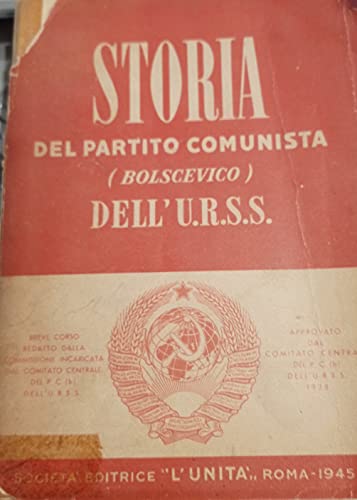 STORIA
DEL PARTITO COMUNISTA
( BOLSCEVICO )
DELL'U.R.S.S.
BREVE CORSO
REDATTO DALLA
COMMISSIONE INCARICATA
DAL COMITATO CENTRALE
DEL P C (b)
DELL'U R S S.
APPROVATO
DAL
COMITATO CENTRAL
DEL P. C (b)
DELL'U R.S S.
1938
SOCIETÀ EDITRICE "L'UNITÀ„ ROMA-1945